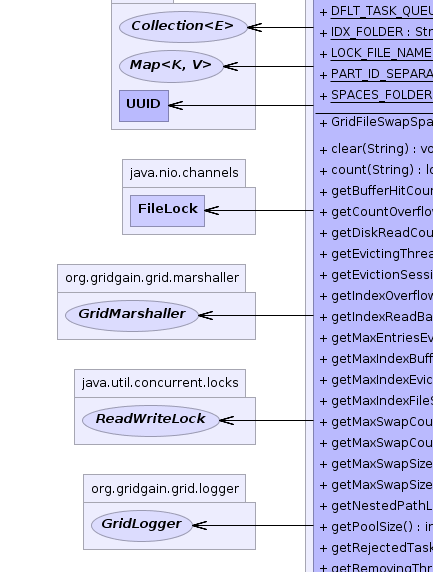 Collection<E>
Map<K, V>
UUID
java.nio.channels
FileLock
org.gridgain.grid.marshaller
GridMarshaller
java.util.concurrent.locks
ReadWriteLock
org.gridgain.grid.logger
GridLogger
+ DFLT_TASK_QUEU
+ IDX_FOLDER : Str
+ LOCK_FILE_NAME
+ PART_ID_SEPARA
+ SPACES_FOLDER
+ GridFileSwapSpa
+ clear(String) : vo
+ count(String) : lo
+ getBufferHitCour
+ getCountOverflo
+ getDiskReadCou
+ getEvictingThrea
+ getEvictionSessi
+ getIndexOverflow
+ getIndexReadBa
+ getMaxEntriesEv
+ getMaxIndexBuff
+ getMaxIndexEvic
+ getMaxIndexFileS
+ getMaxSwapCou
+ getMaxSwapCou
+ getMaxSwapSize
+ getMaxSwapSize
+ getNestedPathL
+ getPoolSize() : in
+ getRejectedTask
+ getRemovingThr